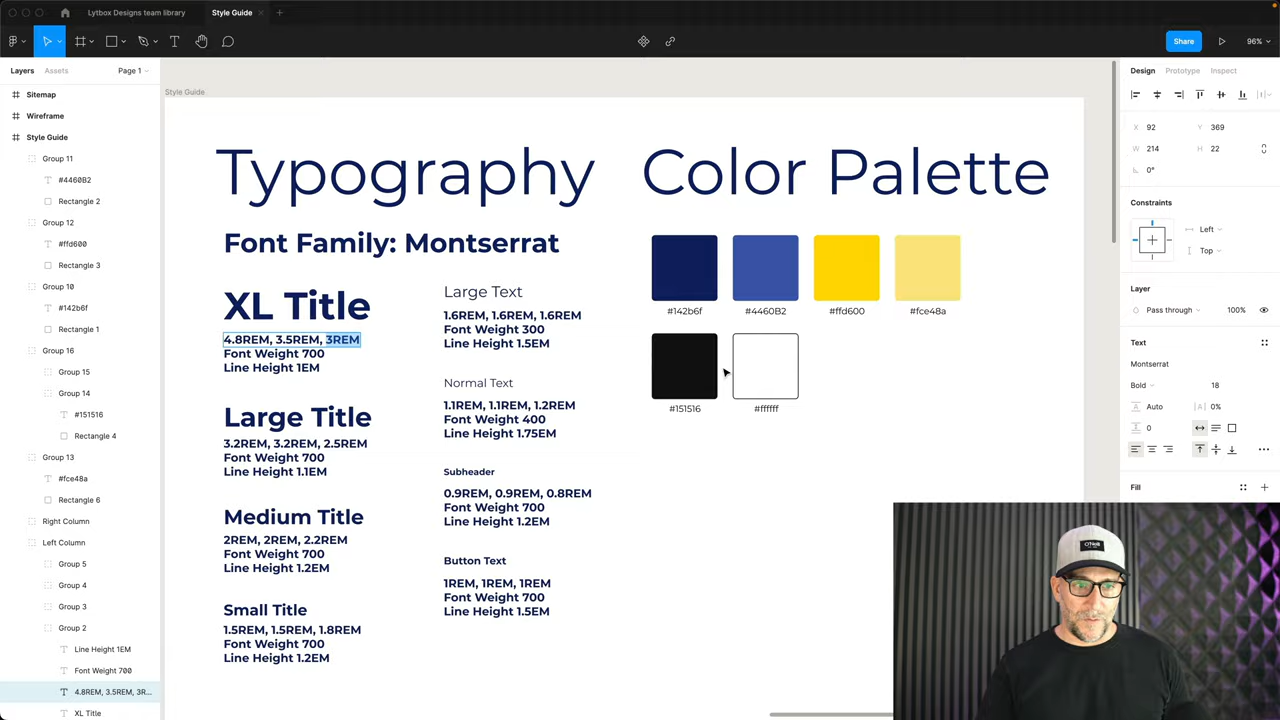 Lytbox Designs team library
Style Guide
Share
96%
Layers
Assets
Page 1
Sitemap
Wireframe
Style Guide
Group 11
#4460B2
Rectangle 2
Group 12
#ffd600
Rectangle 3
Group 10
#142b6f
Rectangle 1
Group 16
Group 15
Group 14
#151516
Rectangle 4
Group 13
#fce48a
Rectangle 6
Right Column
Left Column
Group 5
Group 4
Group 3
Group 2
Line Height 1EM
Font Weight 700
4.8REM, 3.5REM, 3R...
XL Title
Style Guide
Typography
Font Family: Montserrat
XL Title
4.8REM, 3.5REM, 3REM
Font Weight 700
Line Height 1EM
Large Title
3.2REM, 3.2REM, 2.5REM
Font Weight 700
Line Height 1.1EM
Medium Title
2REM, 2REM, 2.2REM
Font Weight 700
Line Height 1.2EM
Small Title
1.5REM, 1.5REM, 1.8REM
Font Weight 700
Line Height 1.2EM
Large Text
1.6REM, 1.6REM, 1.6REM
Font Weight 300
Line Height 1.5EM
Normal Text
1.1REM, 1.1REM, 1.2REM
Font Weight 400
Line Height 1.75EM
Subheader
0.9REM, 0.9REM, 0.8REM
Font Weight 700
Line Height 1.2EM
Button Text
1REM, 1REM, 1REM
Font Weight 700
Line Height 1.5EM
Color Palette
#142b6f
#4460B2
#ffd600
#fce48a
#151516
#ffffff
Design
Prototype
Inspect
X 92
Y 369
W 214
H 22
0°
Constraints
Left
Top
Layer
Pass through
100%
Text
Montserrat
Bold
18
Auto
0%
0
Fill
O'Neill